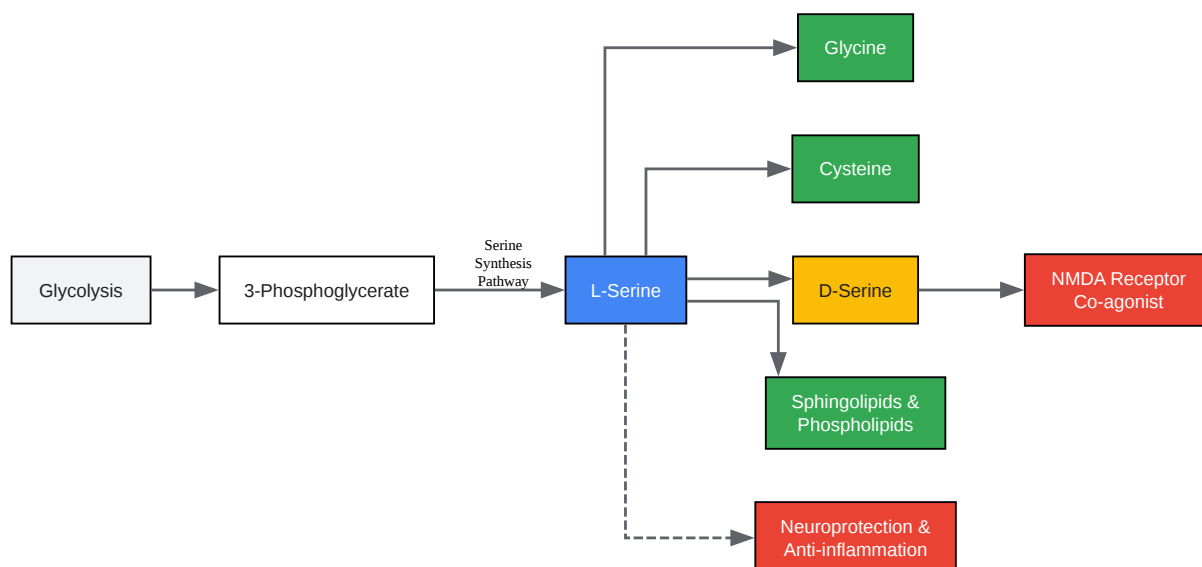 Glycine
Cysteine
Serine
Synthesis
Pathway
Glycolysis
3-Phosphoglycerate
L-Serine
D-Serine
NMDA Receptor
Co-agonist
Sphingolipids &
Phospholipids
Neuroprotection &
Anti-inflammation